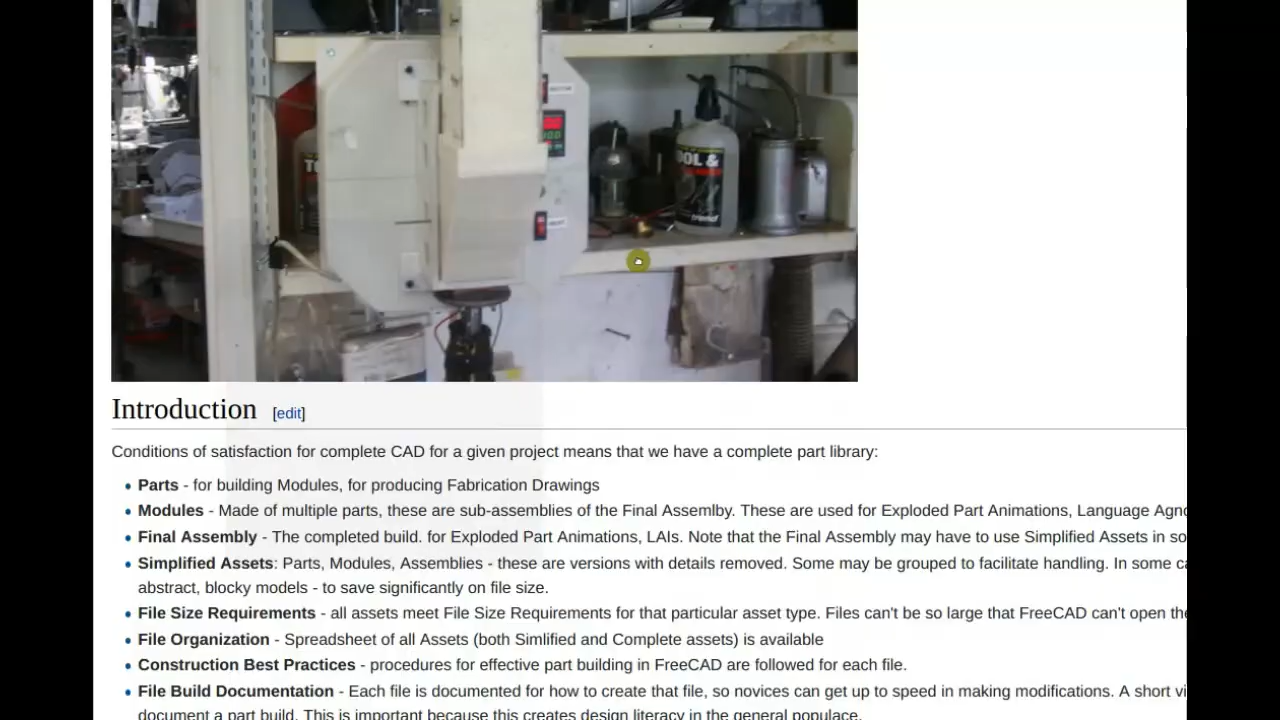 OOL &
trend
Introduction [edit]
Conditions of satisfaction for complete CAD for a given project means that we have a complete part library:
• Parts - for building Modules, for producing Fabrication Drawings
• Modules - Made of multiple parts, these are sub-assemblies of the Final Assemlby. These are used for Exploded Part Animations, Language Agno
• Final Assembly - The completed build. for Exploded Part Animations, LAIs. Note that the Final Assembly may have to use Simplified Assets in so
• Simplified Assets: Parts, Modules, Assemblies - these are versions with details removed. Some may be grouped to facilitate handling. In some ca
abstract, blocky models - to save significantly on file size.
• File Size Requirements - all assets meet File Size Requirements for that particular asset type. Files can't be so large that FreeCAD can't open the
• File Organization - Spreadsheet of all Assets (both Simlified and Complete assets) is available
• Construction Best Practices - procedures for effective part building in FreeCAD are followed for each file.
• File Build Documentation - Each file is documented for how to create that file, so novices can get up to speed in making modifications. A short vi
document a part build. This is important because this creates design literacy in the general populace.